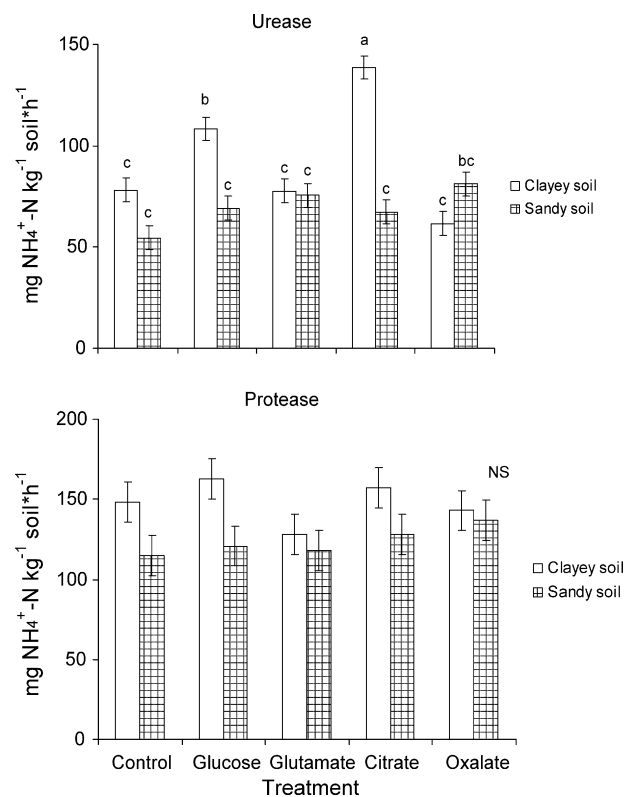 Urease
mg NH₄⁺-N kg⁻¹ soil*h⁻¹
150
100
50
0
c
c
b
c
c
c
a
c
c
bc
Clayey soil
Sandy soil
Protease
mg NH₄⁺-N kg⁻¹ soil*h⁻¹
200
150
100
50
0
NS
Clayey soil
Sandy soil
Control Glucose Glutamate Citrate Oxalate
Treatment